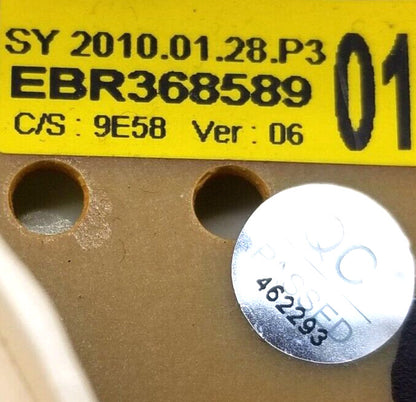 SY 2010.01.28.P3
EBR368589
01
C/S : 9E58 Ver : 06
QC
PASSED
462293